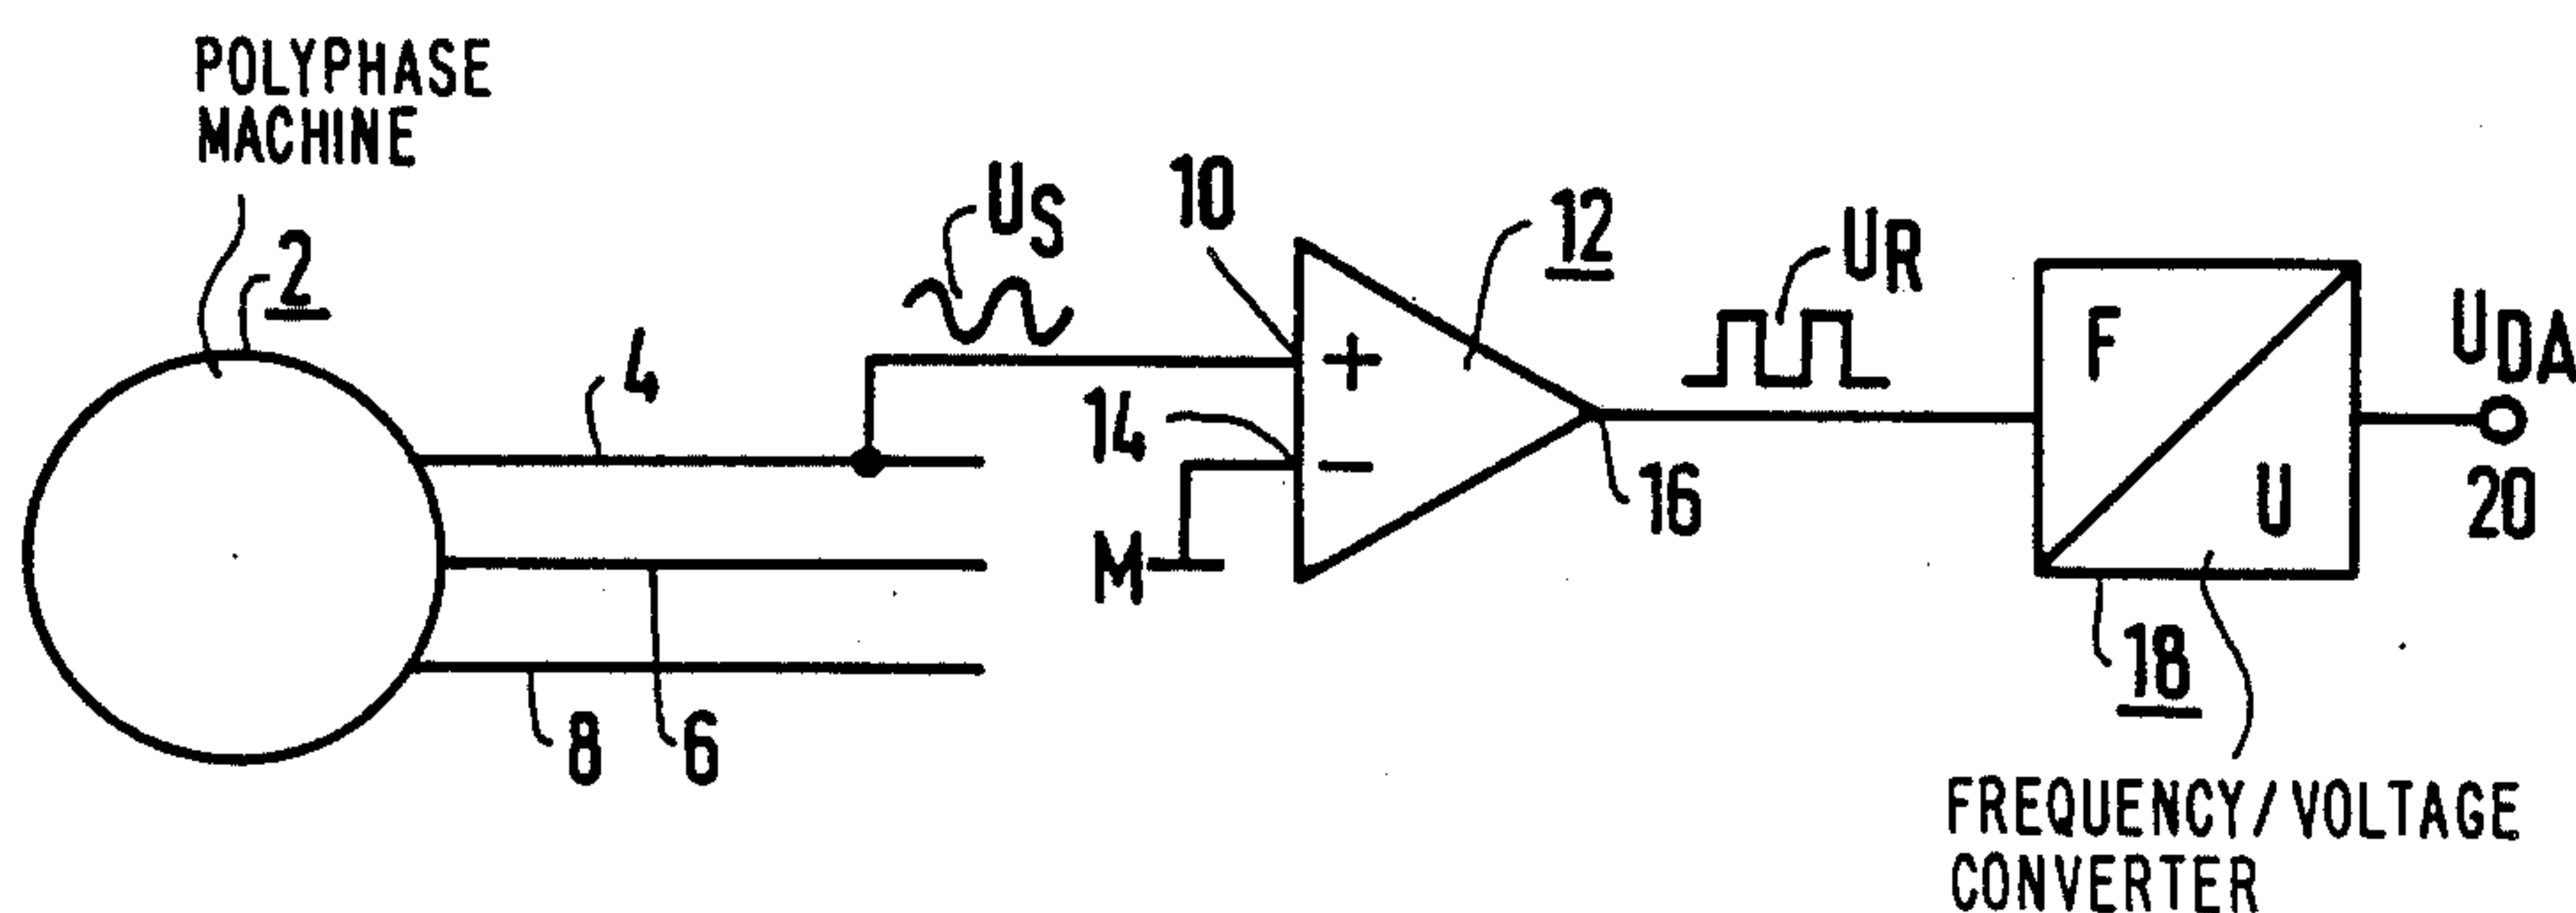 POLYPHASE
MACHINE
2
4
6
8
US
10
14
M
+
−
12
16
UR
F
U
18
UDA
20
FREQUENCY/VOLTAGE
CONVERTER